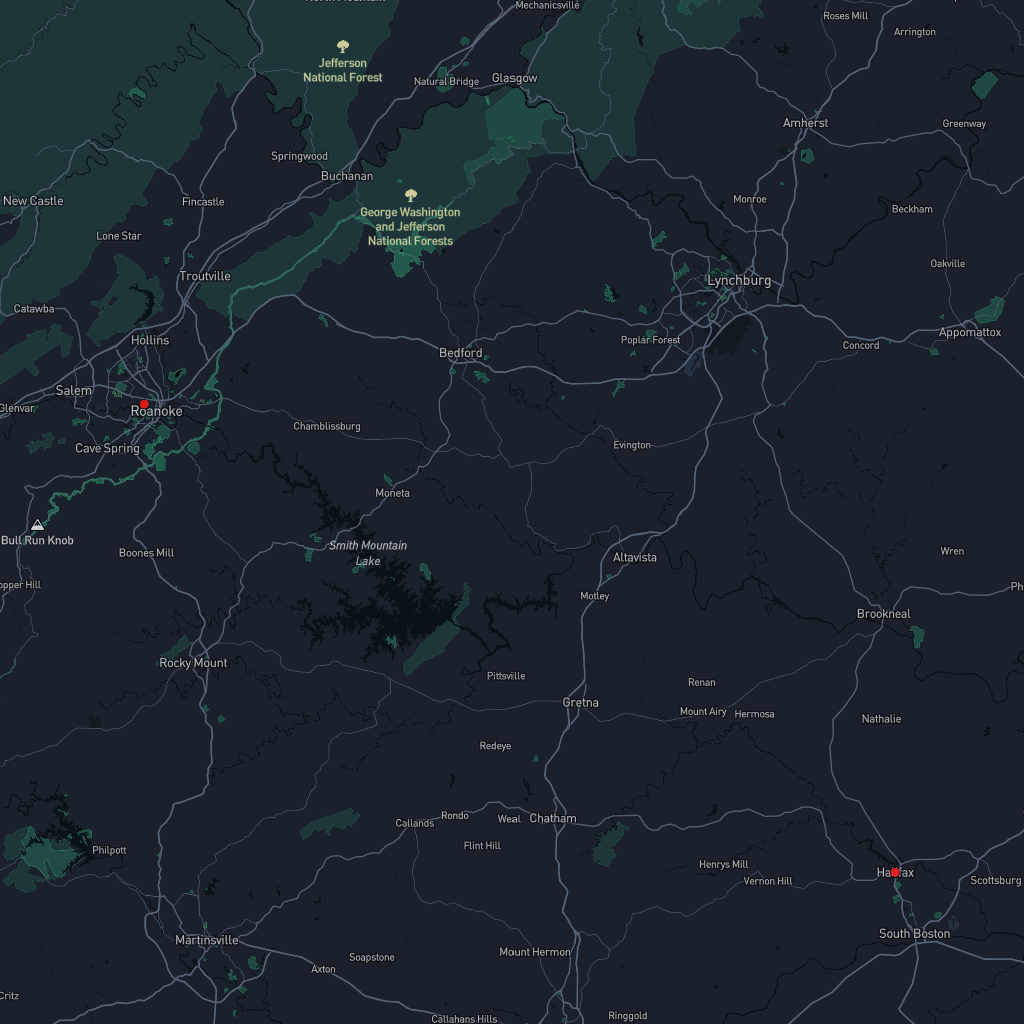 Mechanicsville
Roses Mill
Arrington
Jefferson
National Forest
Natural Bridge
Glasgow
Amherst
Greenway
Springwood
Buchanan
New Castle
Fincastle
Monroe
Beckham
George Washington
and Jefferson
National Forests
Lone Star
Troutville
Lynchburg
Oakville
Catawba
Hollins
Bedford
Poplar Forest
Concord
Appomattox
Salem
Glenvar
Roanoke
Chamblissburg
Cave Spring
Evington
Moneta
Bull Run Knob
Boones Mill
Smith Mountain
Lake
Altavista
Wren
opper Hill
Motley
Ph
Brookneal
Rocky Mount
Pittsville
Renan
Gretna
Mount Airy
Hermosa
Nathalie
Redeye
Callands
Rondo
Weal
Chatham
Philpott
Flint Hill
Henrys Mill
Vernon Hill
Halifax
Scottsburg
Martinsville
South Boston
Soapstone
Mount Hermon
Axton
Critz
Callahans Hills
Ringgold